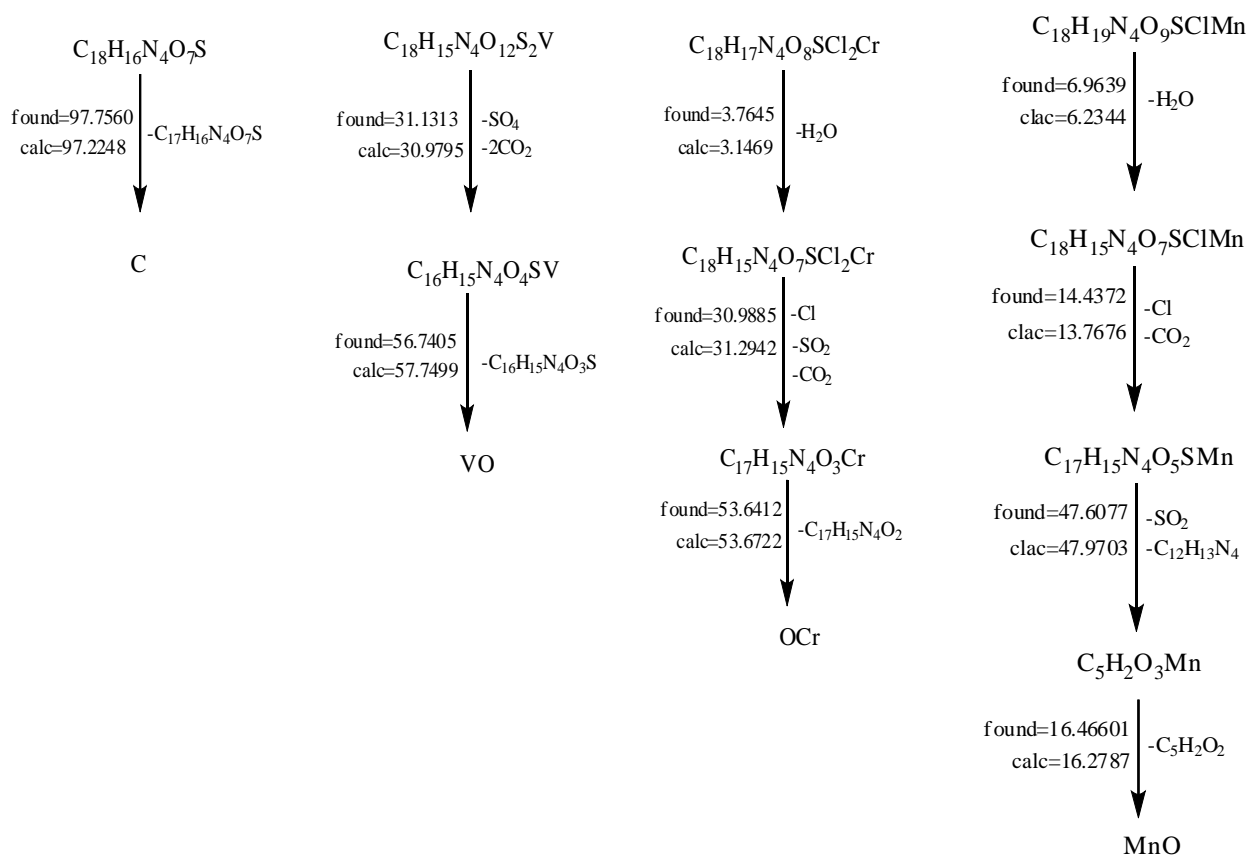 C₁₈H₁₆N₄O₇S
found=97.7560
calc=97.2248
-C₁₇H₁₆N₄O₇S
C
C₁₈H₁₅N₄O₁₂S₂V
found=31.1313
calc=30.9795
-SO₄
-2CO₂
C₁₆H₁₅N₄O₄SV
found=56.7405
calc=57.7499
-C₁₆H₁₅N₄O₃S
VO
C₁₈H₁₇N₄O₈SCl₂Cr
found=3.7645
calc=3.1469
-H₂O
C₁₈H₁₅N₄O₇SCl₂Cr
found=30.9885
calc=31.2942
-Cl
-SO₂
-CO₂
C₁₇H₁₅N₄O₃Cr
found=53.6412
calc=53.6722
-C₁₇H₁₅N₄O₂
OCr
C₁₈H₁₉N₄O₉SClMn
found=6.9639
clac=6.2344
-H₂O
C₁₈H₁₅N₄O₇SClMn
found=14.4372
clac=13.7676
-Cl
-CO₂
C₁₇H₁₅N₄O₅SMn
found=47.6077
clac=47.9703
-SO₂
-C₁₂H₁₃N₄
C₅H₂O₃Mn
found=16.46601
calc=16.2787
-C₅H₂O₂
MnO